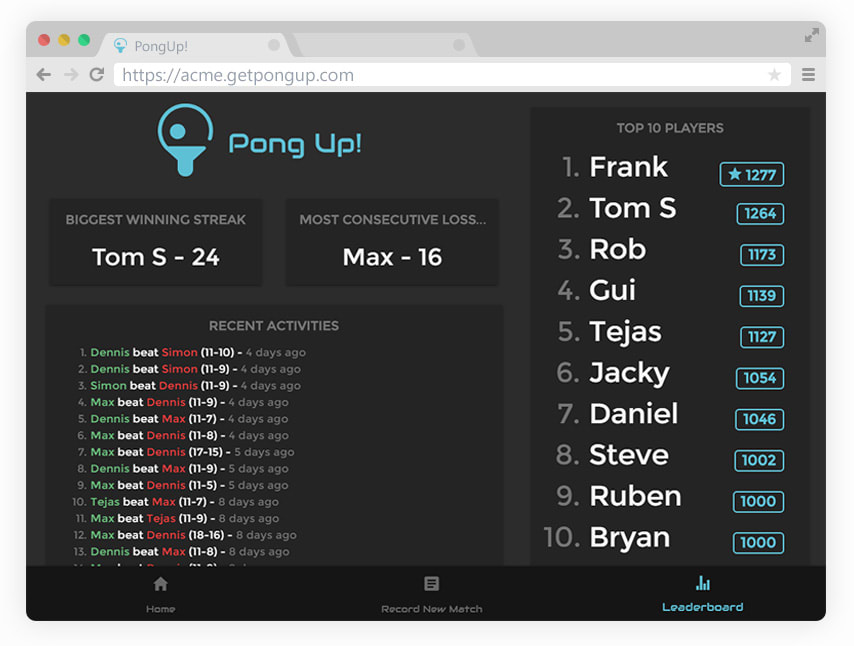 PongUp!
https://acme.getpongup.com
Pong Up!
BIGGEST WINNING STREAK
Tom S - 24
MOST CONSECUTIVE LOSS...
Max - 16
RECENT ACTIVITIES
1. Dennis beat Simon (11-10) - 4 days ago
2. Dennis beat Simon (11-9) - 4 days ago
3. Simon beat Dennis (11-9) - 4 days ago
4. Max beat Dennis (11-9) - 4 days ago
5. Dennis beat Max (11-7) - 4 days ago
6. Max beat Dennis (11-8) - 4 days ago
7. Max beat Dennis (17-15) - 5 days ago
8. Dennis beat Max (11-9) - 5 days ago
9. Max beat Dennis (11-5) - 5 days ago
10. Tejas beat Max (11-7) - 8 days ago
11. Max beat Tejas (11-9) - 8 days ago
12. Max beat Dennis (18-16) - 8 days ago
13. Dennis beat Max (11-8) - 8 days ago
TOP 10 PLAYERS
1. Frank ★ 1277
2. Tom S 1264
3. Rob 1173
4. Gui 1139
5. Tejas 1127
6. Jacky 1054
7. Daniel 1046
8. Steve 1002
9. Ruben 1000
10. Bryan 1000
Home
Record New Match
Leaderboard